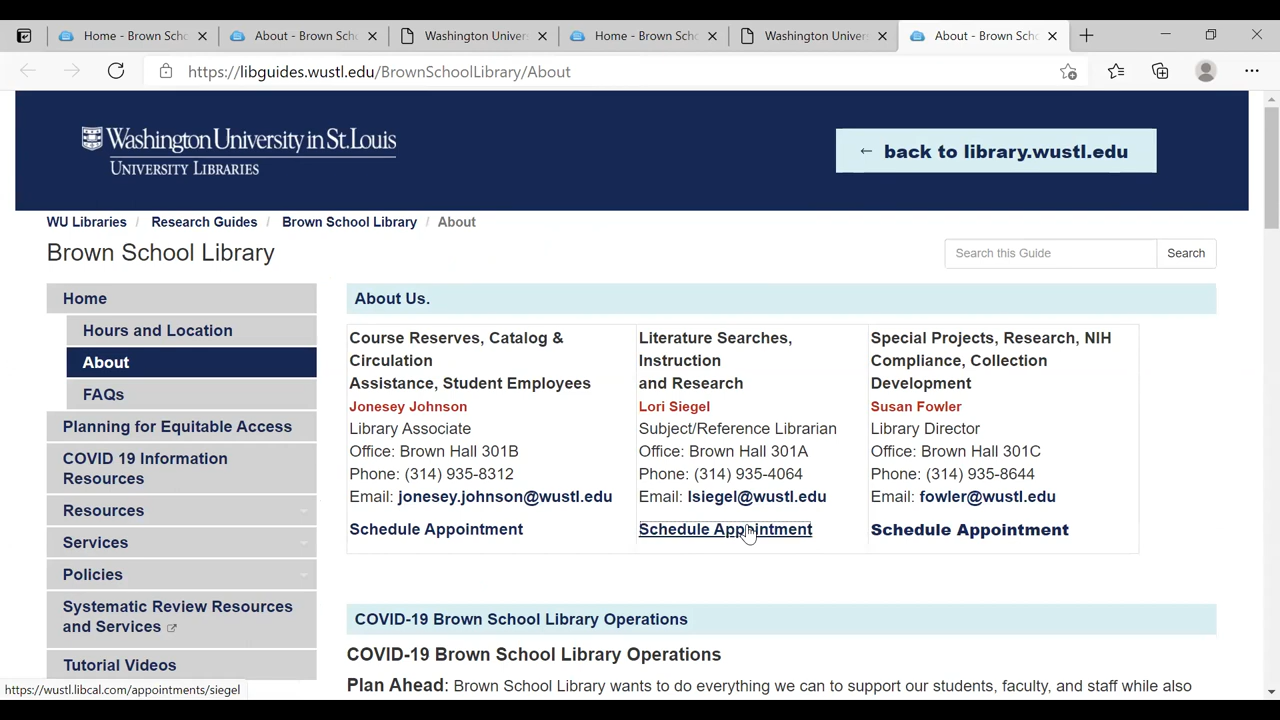 Home - Brown Scho
About - Brown Scho
Washington Univers
Home - Brown Scho
Washington Univers
About - Brown Scho
https://libguides.wustl.edu/BrownSchoolLibrary/About
Washington University in St. Louis
UNIVERSITY LIBRARIES
← back to library.wustl.edu
WU Libraries / Research Guides / Brown School Library / About
Brown School Library
Search this Guide
Search
Home
Hours and Location
About
FAQs
Planning for Equitable Access
COVID 19 Information
Resources
Resources
Services
Policies
Systematic Review Resources
and Services
Tutorial Videos
About Us.
Course Reserves, Catalog &
Circulation
Assistance, Student Employees
Jonesey Johnson
Library Associate
Office: Brown Hall 301B
Phone: (314) 935-8312
Email: jonesey.johnson@wustl.edu
Schedule Appointment
Literature Searches,
Instruction
and Research
Lori Siegel
Subject/Reference Librarian
Office: Brown Hall 301A
Phone: (314) 935-4064
Email: lsiegel@wustl.edu
Schedule Appointment
Special Projects, Research, NIH
Compliance, Collection
Development
Susan Fowler
Library Director
Office: Brown Hall 301C
Phone: (314) 935-8644
Email: fowler@wustl.edu
Schedule Appointment
COVID-19 Brown School Library Operations
COVID-19 Brown School Library Operations
Plan Ahead: Brown School Library wants to do everything we can to support our students, faculty, and staff while also
https://wustl.libcal.com/appointments/siegel